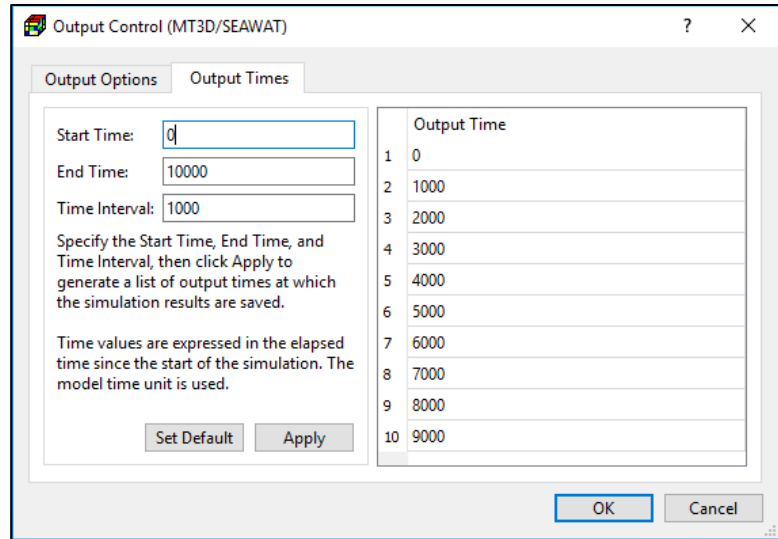 Output Control (MT3D/SEAWAT)
Output Options
Output Times
Start Time: 0
End Time: 10000
Time Interval: 1000
Specify the Start Time, End Time, and
Time Interval, then click Apply to
generate a list of output times at which
the simulation results are saved.
Time values are expressed in the elapsed
time since the start of the simulation. The
model time unit is used.
Set Default
Apply
Output Time
1 0
2 1000
3 2000
4 3000
5 4000
6 5000
7 6000
8 7000
9 8000
10 9000
OK
Cancel